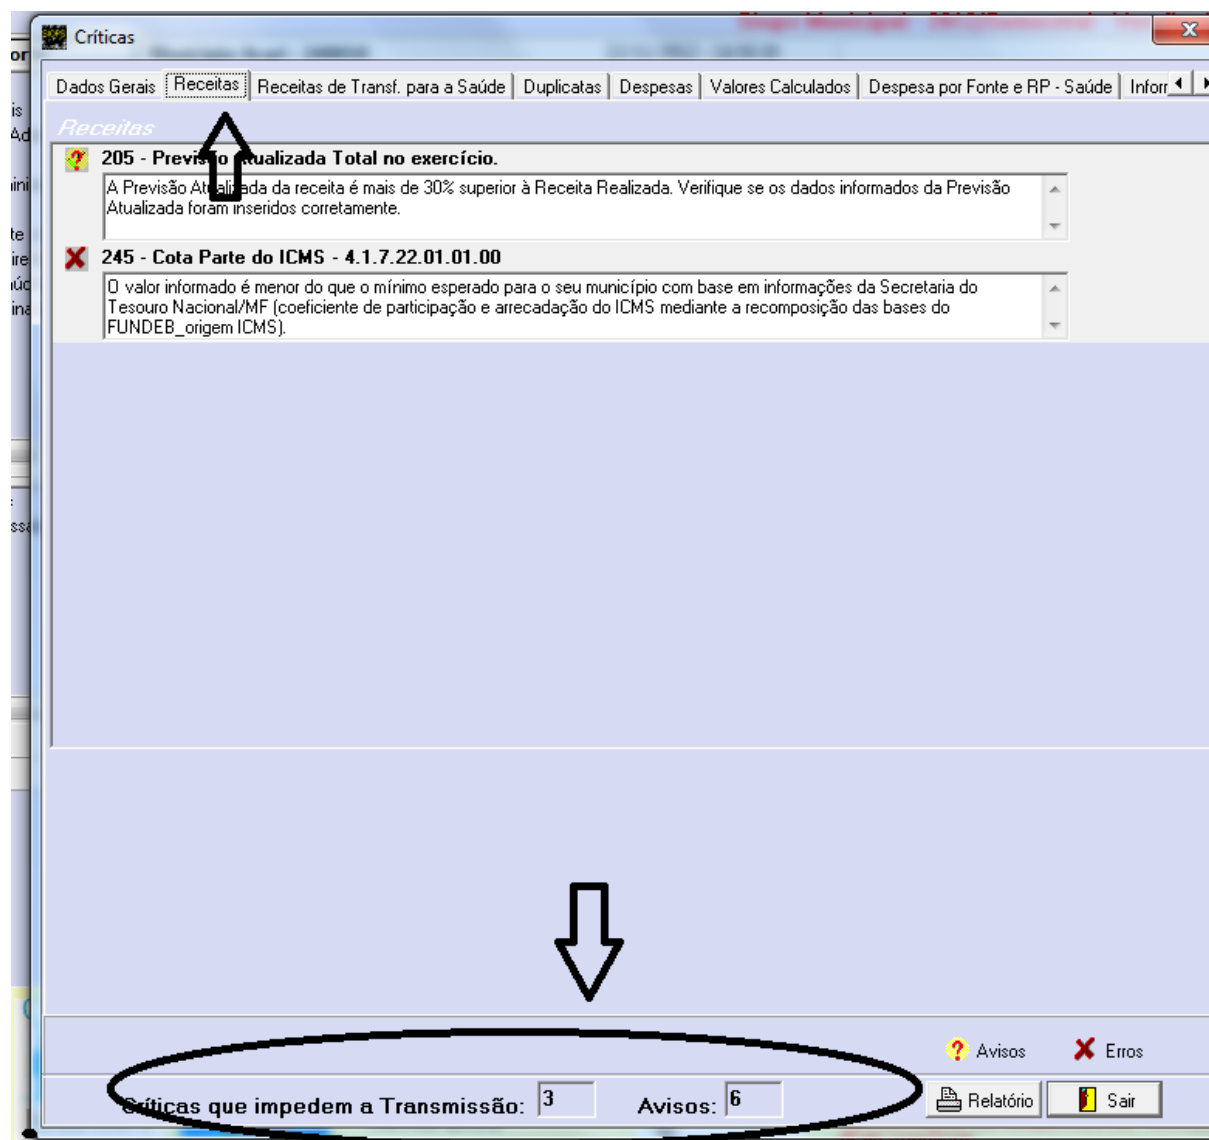 Críticas
Dados Gerais Receitas Receitas de Transf. para a Saúde Duplicatas Despesas Valores Calculados Despesa por Fonte e RP - Saúde Inform
Receitas
205 - Previsão Atualizada Total no exercício.
A Previsão Atualizada da receita é mais de 30% superior à Receita Realizada. Verifique se os dados informados da Previsão
Atualizada foram inseridos corretamente.
245 - Cota Parte do ICMS - 4.1.7.22.01.01.00
O valor informado é menor do que o mínimo esperado para o seu município com base em informações da Secretaria do
Tesouro Nacional/MF (coeficiente de participação e arrecadação do ICMS mediante a recomposição das bases do
FUNDEB_origem ICMS).
Avisos Erros
Críticas que impedem a Transmissão: 3 Avisos: 6 Relatório Sair